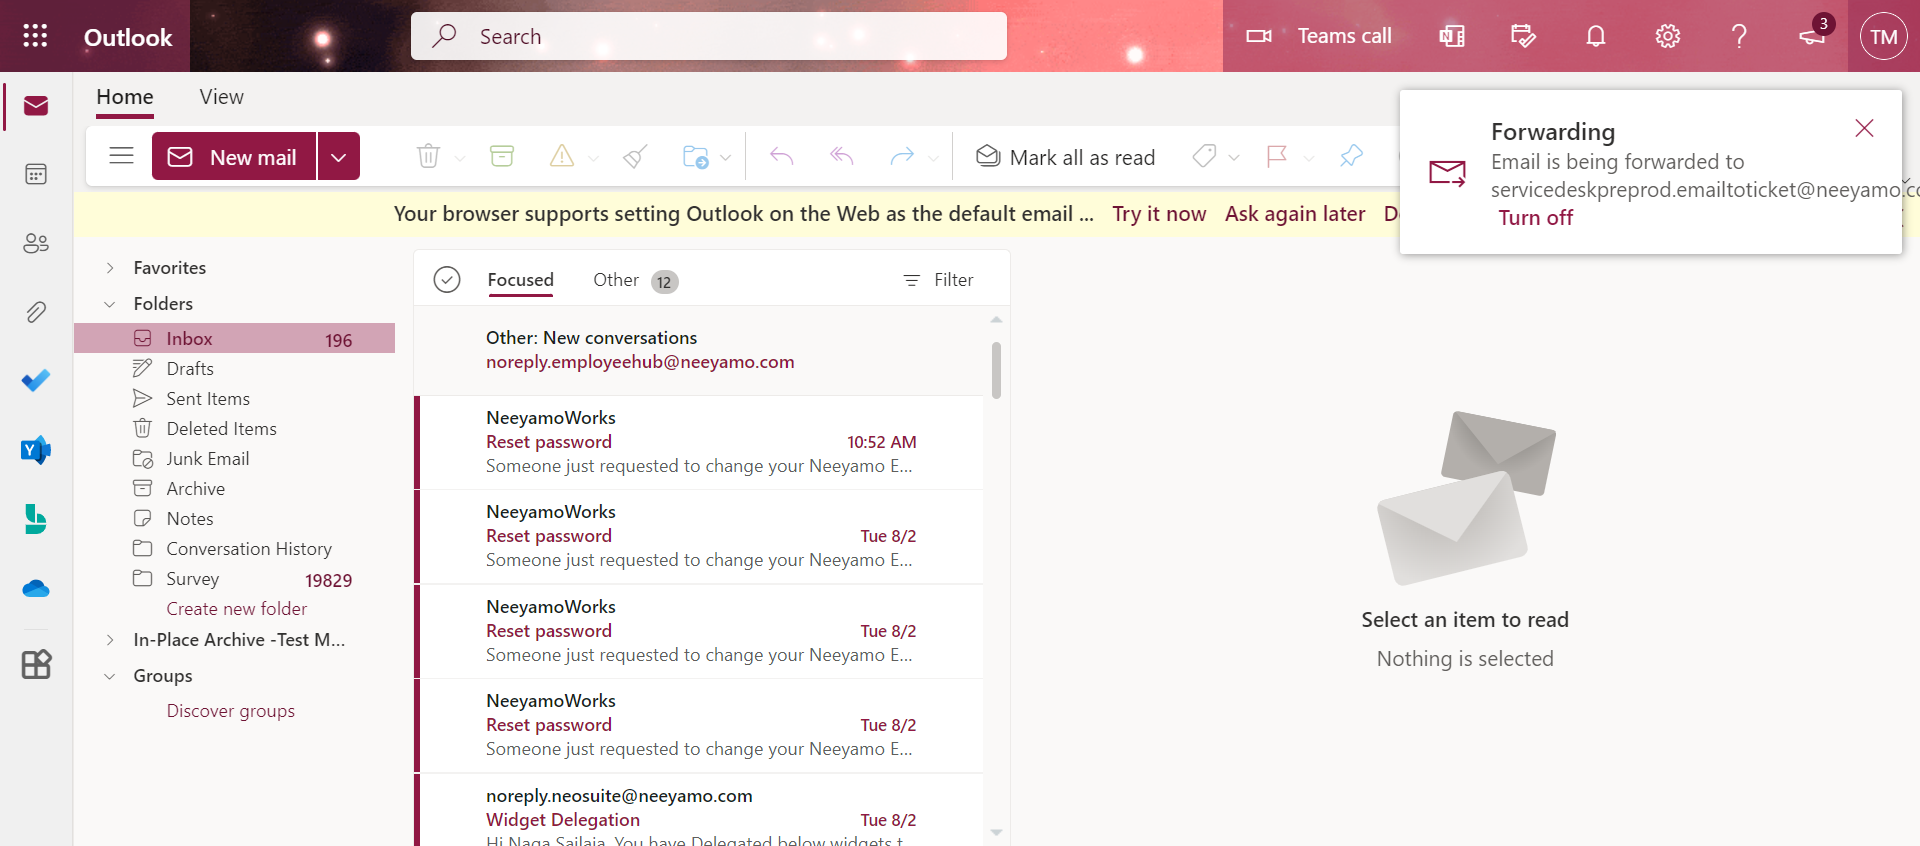 Outlook
Search
Teams call
3
TM
Home
View
New mail
Mark all as read
Forwarding
Email is being forwarded to
servicedeskpreprod.emailtoticket@neeyamo.co
Turn off
Your browser supports setting Outlook on the Web as the default email ...
Try it now
Ask again later
Favorites
Folders
Inbox 196
Drafts
Sent Items
Deleted Items
Junk Email
Archive
Notes
Conversation History
Survey 19829
Create new folder
In-Place Archive -Test M...
Groups
Discover groups
Focused
Other 12
Filter
Other: New conversations
noreply.employeehub@neeyamo.com
NeeyamoWorks
Reset password 10:52 AM
Someone just requested to change your Neeyamo E...
NeeyamoWorks
Reset password Tue 8/2
Someone just requested to change your Neeyamo E...
NeeyamoWorks
Reset password Tue 8/2
Someone just requested to change your Neeyamo E...
NeeyamoWorks
Reset password Tue 8/2
Someone just requested to change your Neeyamo E...
noreply.neosuite@neeyamo.com
Widget Delegation Tue 8/2
Hi Naga Sailaja, You have Delegated below widgets t...
Select an item to read
Nothing is selected